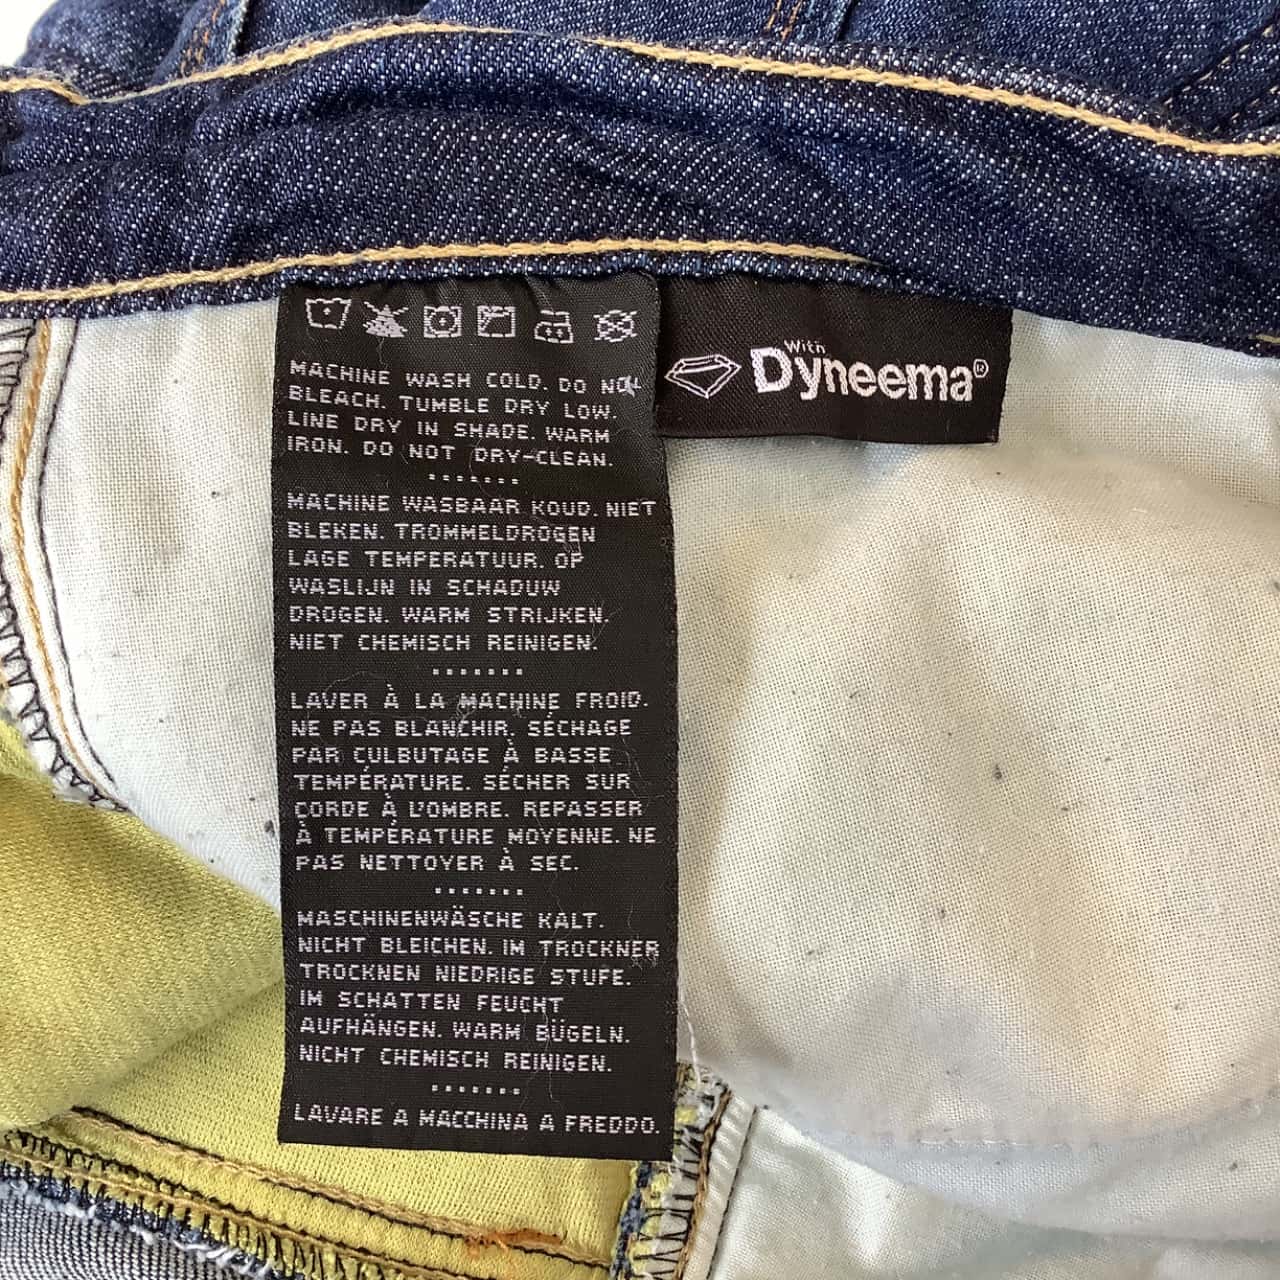 MACHINE WASH COLD. DO NOT
BLEACH. TUMBLE DRY LOW.
LINE DRY IN SHADE. WARM
IRON. DO NOT DRY-CLEAN.
MACHINE WASBAAR KOUD. NIET
BLEKEN. TROMMELDROGEN
LAGE TEMPERATUUR. OP
WASLIJN IN SCHADUW
DROGEN. WARM STRIJKEN.
NIET CHEMISCH REINIGEN.
LAVER À LA MACHINE FROID.
NE PAS BLANCHIR. SÉCHAGE
PAR CULBUTAGE À BASSE
TEMPÉRATURE. SÉCHER SUR
CORDE À L'OMBRE. REPASSER
À TEMPÉRATURE MOYENNE. NE
PAS NETTOYER À SEC.
MASCHINENWÄSCHE KALT.
NICHT BLEICHEN. IM TROCKNER
TROCKNEN NIEDRIGE STUFE.
IM SCHATTEN FEUCHT
AUFHÄNGEN. WARM BÜGELN.
NICHT CHEMISCH REINIGEN.
LAVARE A MACCHINA A FREDDO.
With
Dyneema®